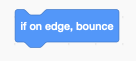 if on edge, bounce